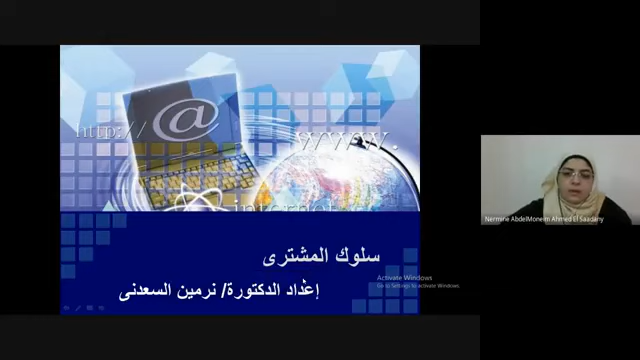 http://
@
www.
internet
سلوك المشترى
إعداد الدكتورة/ نرمين السعدنى
Activate Windows
Go to Settings to activate Windows.
Nermine AbdelMoneim Ahmed El Saadany